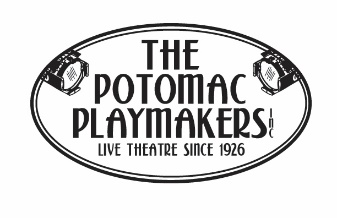 THE
POTOMAC
PLAYMAKERS INC
LIVE THEATRE SINCE 1926